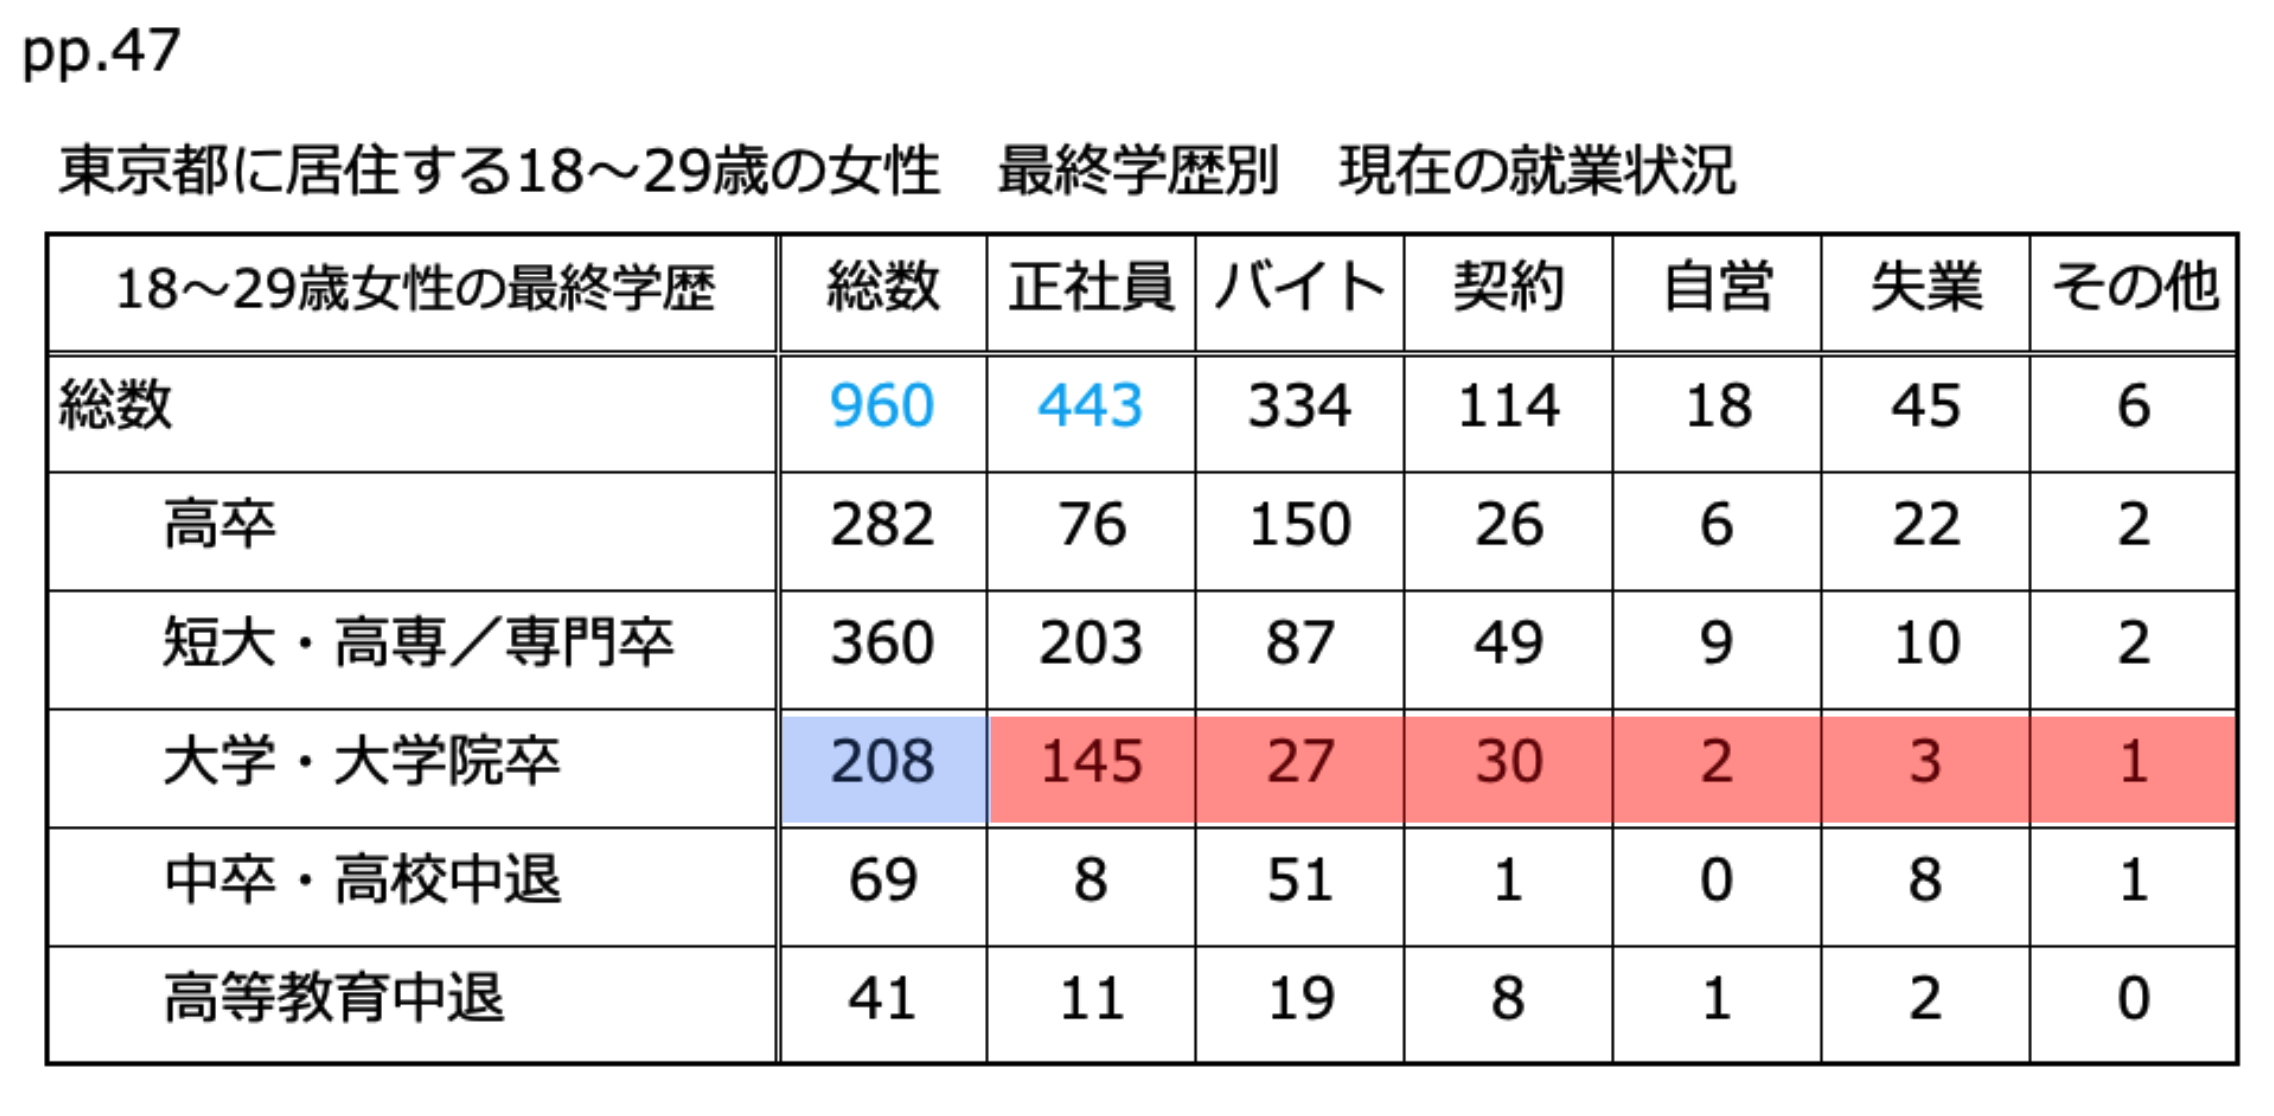 pp.47
東京都に居住する18～29歳の女性　最終学歴別　現在の就業状況
18～29歳女性の最終学歴 総数 正社員 バイト 契約 自営 失業 その他
総数 960 443 334 114 18 45 6
高卒 282 76 150 26 6 22 2
短大・高専／専門卒 360 203 87 49 9 10 2
大学・大学院卒 208 145 27 30 2 3 1
中卒・高校中退 69 8 51 1 0 8 1
高等教育中退 41 11 19 8 1 2 0